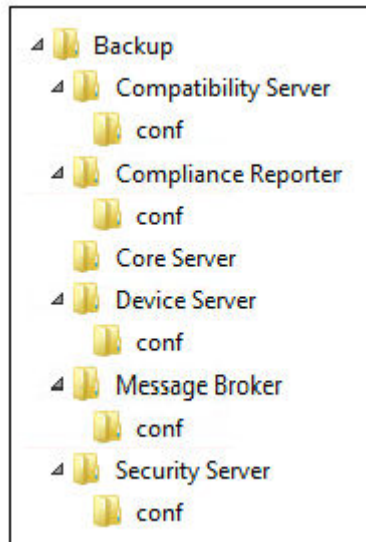 Backup
Compatibility Server
conf
Compliance Reporter
conf
Core Server
Device Server
conf
Message Broker
conf
Security Server
conf